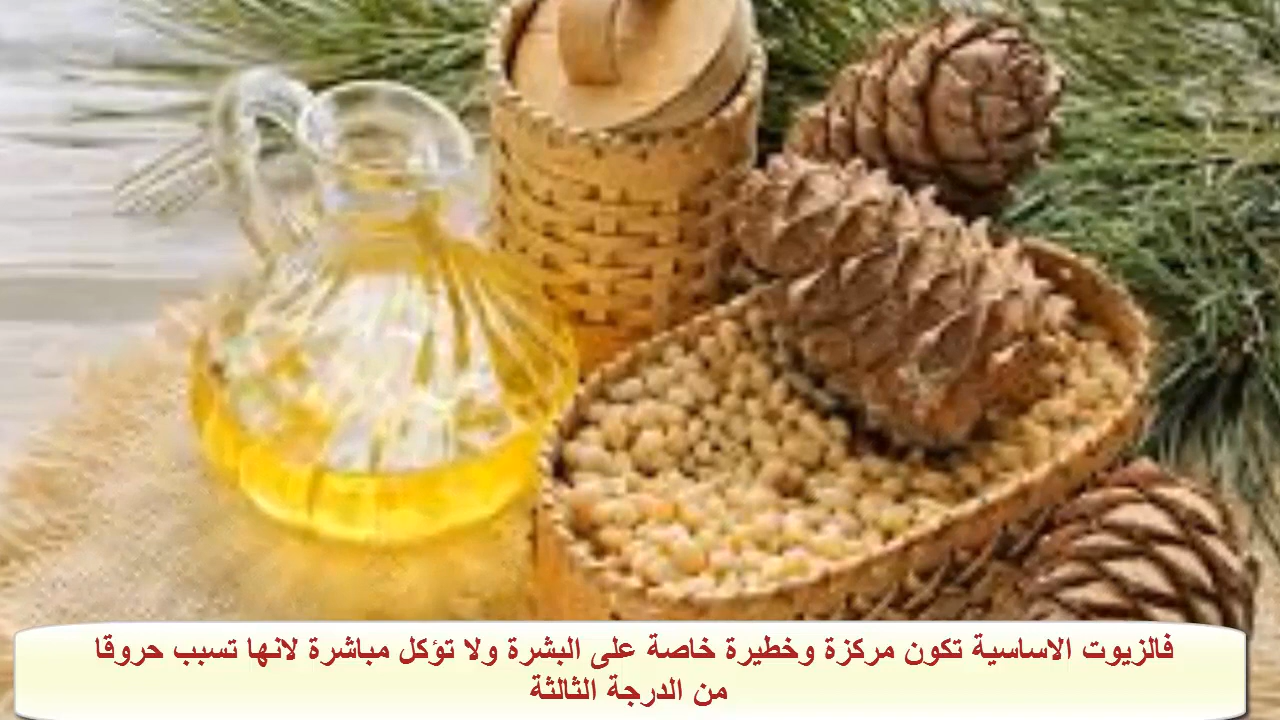 فالزيوت الاساسية تكون مركزة وخطيرة خاصة على البشرة ولا تؤكل مباشرة لانها تسبب حروقا
من الدرجة الثالثة